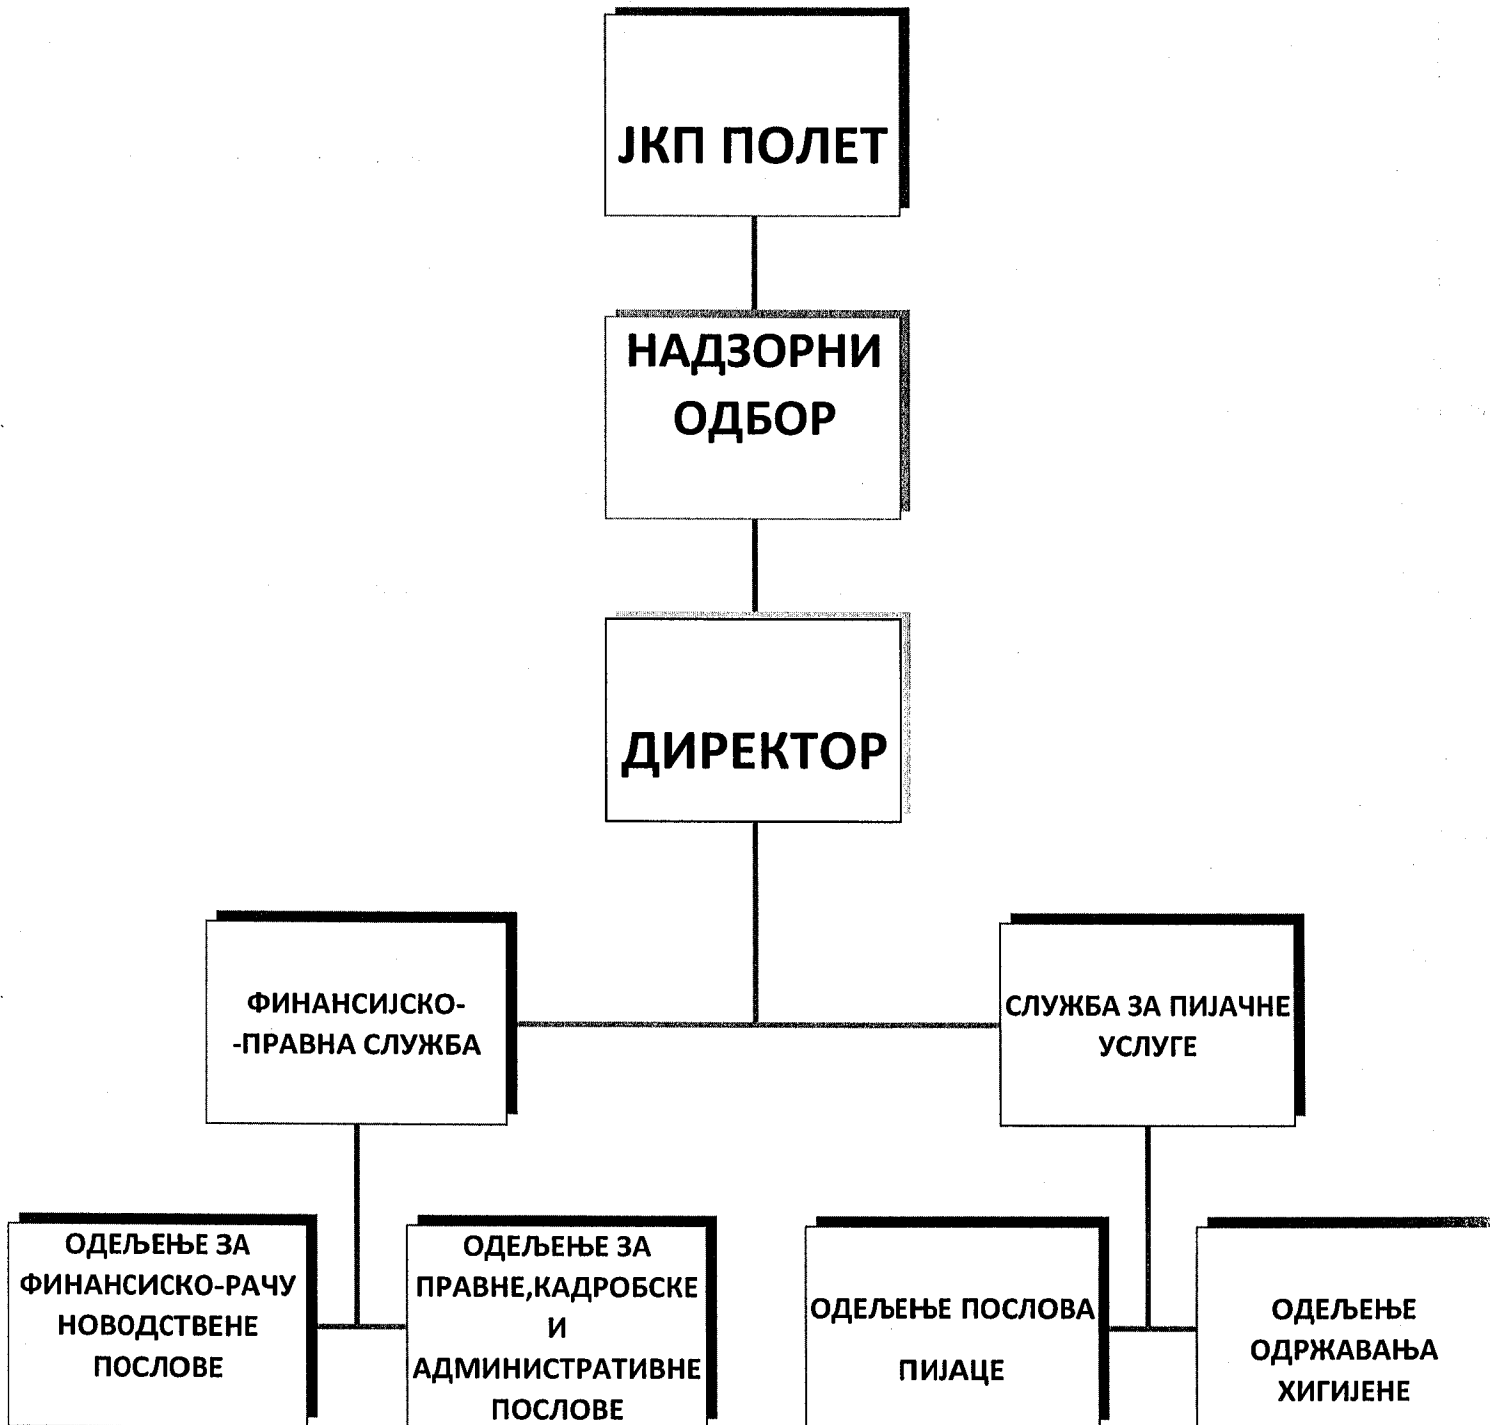 ЈКП ПОЛЕТ
НАДЗОРНИ
ОДБОР
ДИРЕКТОР
ФИНАНСИЈСКО-
-ПРАВНА СЛУЖБА
СЛУЖБА ЗА ПИЈАЧНЕ
УСЛУГЕ
ОДЕЉЕЊЕ ЗА
ФИНАНСИСКО-РАЧУ
НОВОДСТВЕНЕ
ПОСЛОВЕ
ОДЕЉЕЊЕ ЗА
ПРАВНЕ,КАДРОБСКЕ
И
АДМИНИСТРАТИВНЕ
ПОСЛОВЕ
ОДЕЉЕЊЕ ПОСЛОВА
ПИЈАЦЕ
ОДЕЉЕЊЕ
ОДРЖАВАЊА
ХИГИЈЕНЕ